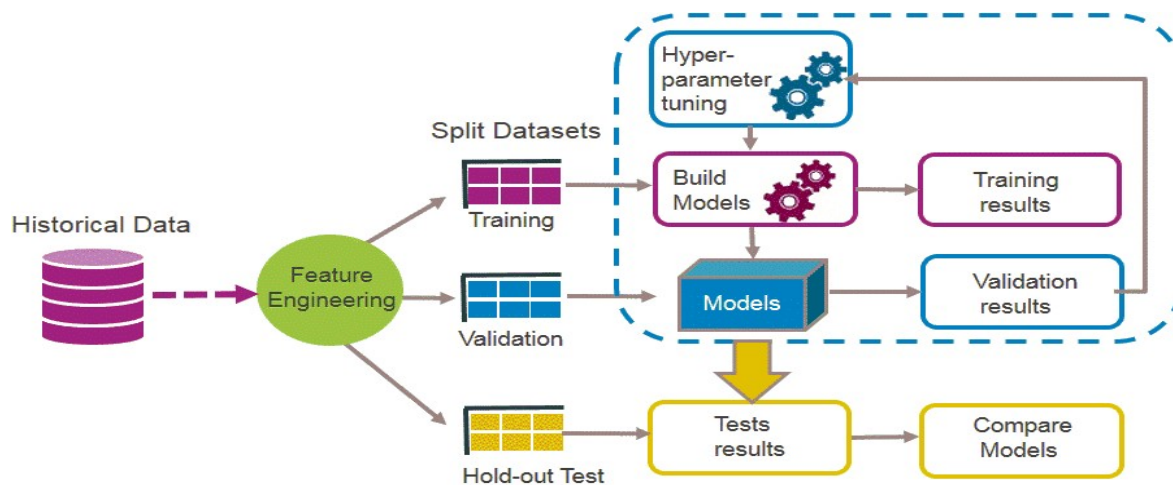 Historical Data
Feature
Engineering
Split Datasets
Training
Validation
Hold-out Test
Hyper-
parameter
tuning
Build
Models
Training
results
Models
Validation
results
Tests
results
Compare
Models